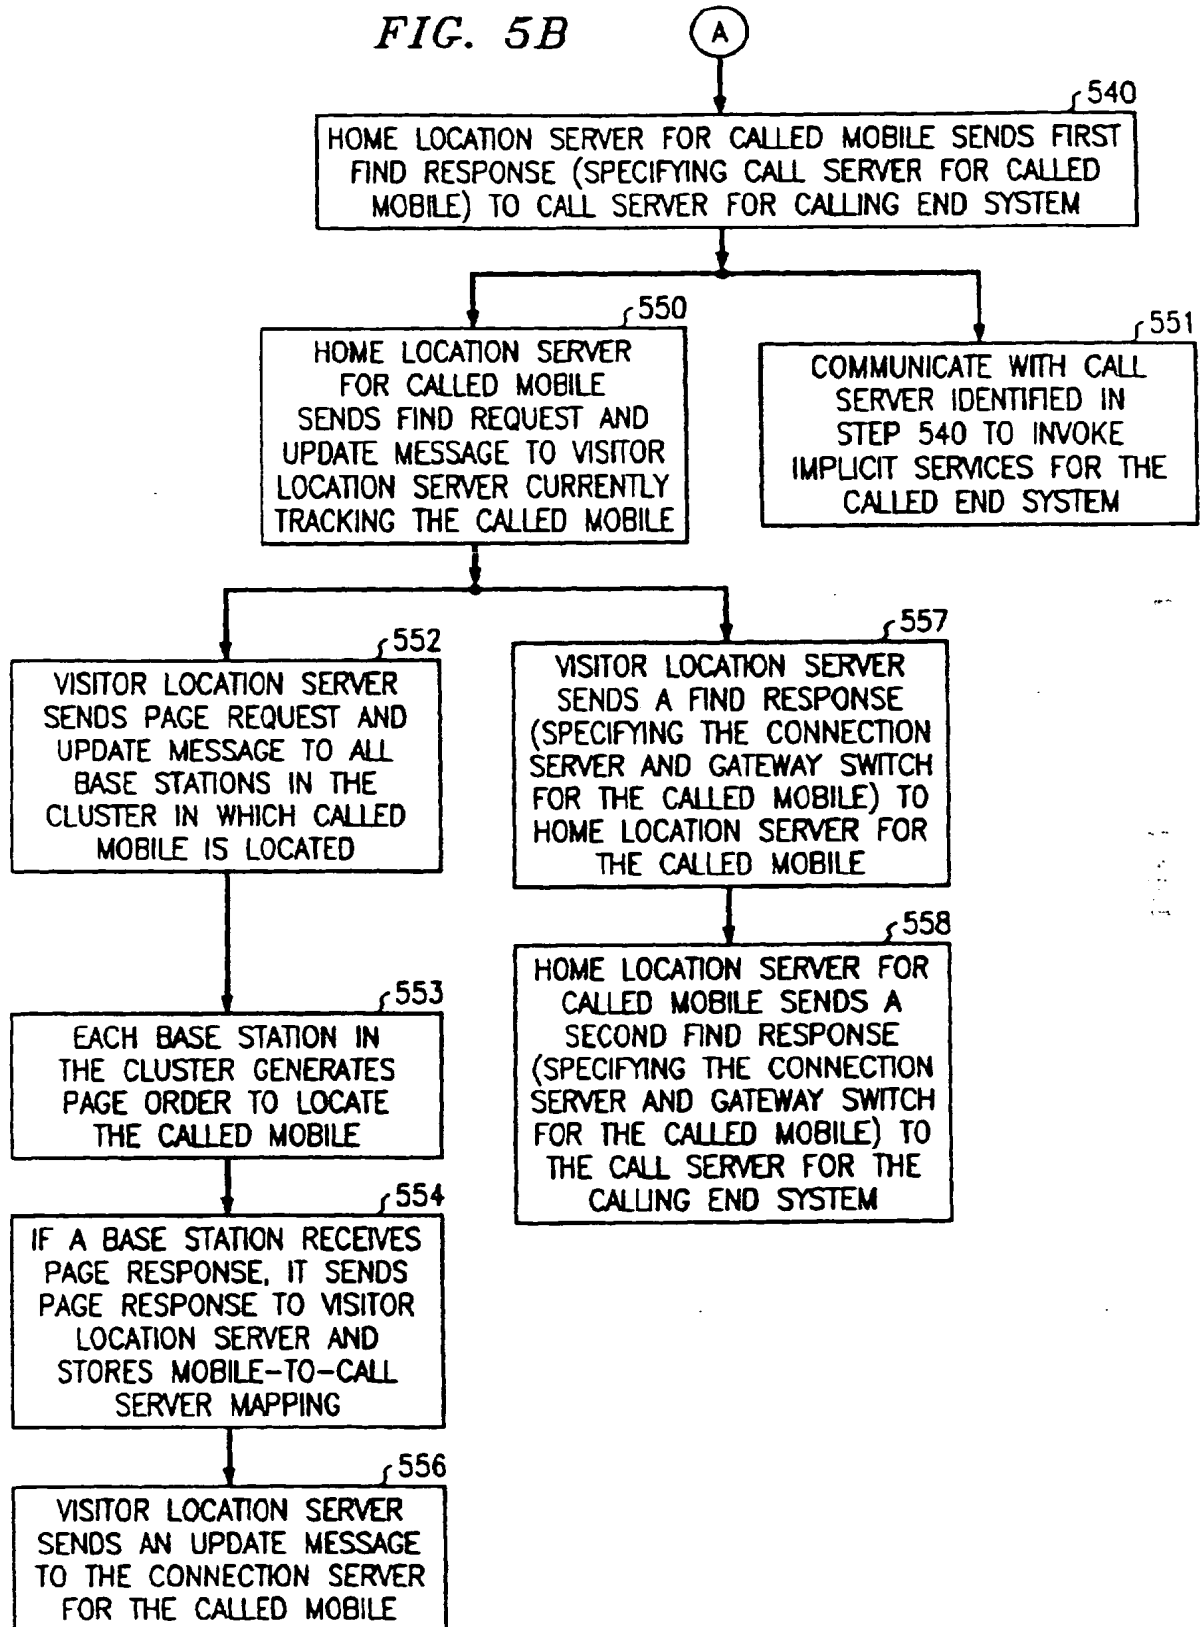 FIG. 5B
A
540
HOME LOCATION SERVER FOR CALLED MOBILE SENDS FIRST
FIND RESPONSE (SPECIFYING CALL SERVER FOR CALLED
MOBILE) TO CALL SERVER FOR CALLING END SYSTEM
550
HOME LOCATION SERVER
FOR CALLED MOBILE
SENDS FIND REQUEST AND
UPDATE MESSAGE TO VISITOR
LOCATION SERVER CURRENTLY
TRACKING THE CALLED MOBILE
551
COMMUNICATE WITH CALL
SERVER IDENTIFIED IN
STEP 540 TO INVOKE
IMPLICIT SERVICES FOR THE
CALLED END SYSTEM
552
VISITOR LOCATION SERVER
SENDS PAGE REQUEST AND
UPDATE MESSAGE TO ALL
BASE STATIONS IN THE
CLUSTER IN WHICH CALLED
MOBILE IS LOCATED
557
VISITOR LOCATION SERVER
SENDS A FIND RESPONSE
(SPECIFYING THE CONNECTION
SERVER AND GATEWAY SWITCH
FOR THE CALLED MOBILE) TO
HOME LOCATION SERVER FOR
THE CALLED MOBILE
553
EACH BASE STATION IN
THE CLUSTER GENERATES
PAGE ORDER TO LOCATE
THE CALLED MOBILE
558
HOME LOCATION SERVER FOR
CALLED MOBILE SENDS A
SECOND FIND RESPONSE
(SPECIFYING THE CONNECTION
SERVER AND GATEWAY SWITCH
FOR THE CALLED MOBILE) TO
THE CALL SERVER FOR THE
CALLING END SYSTEM
554
IF A BASE STATION RECEIVES
PAGE RESPONSE, IT SENDS
PAGE RESPONSE TO VISITOR
LOCATION SERVER AND
STORES MOBILE-TO-CALL
SERVER MAPPING
556
VISITOR LOCATION SERVER
SENDS AN UPDATE MESSAGE
TO THE CONNECTION SERVER
FOR THE CALLED MOBILE